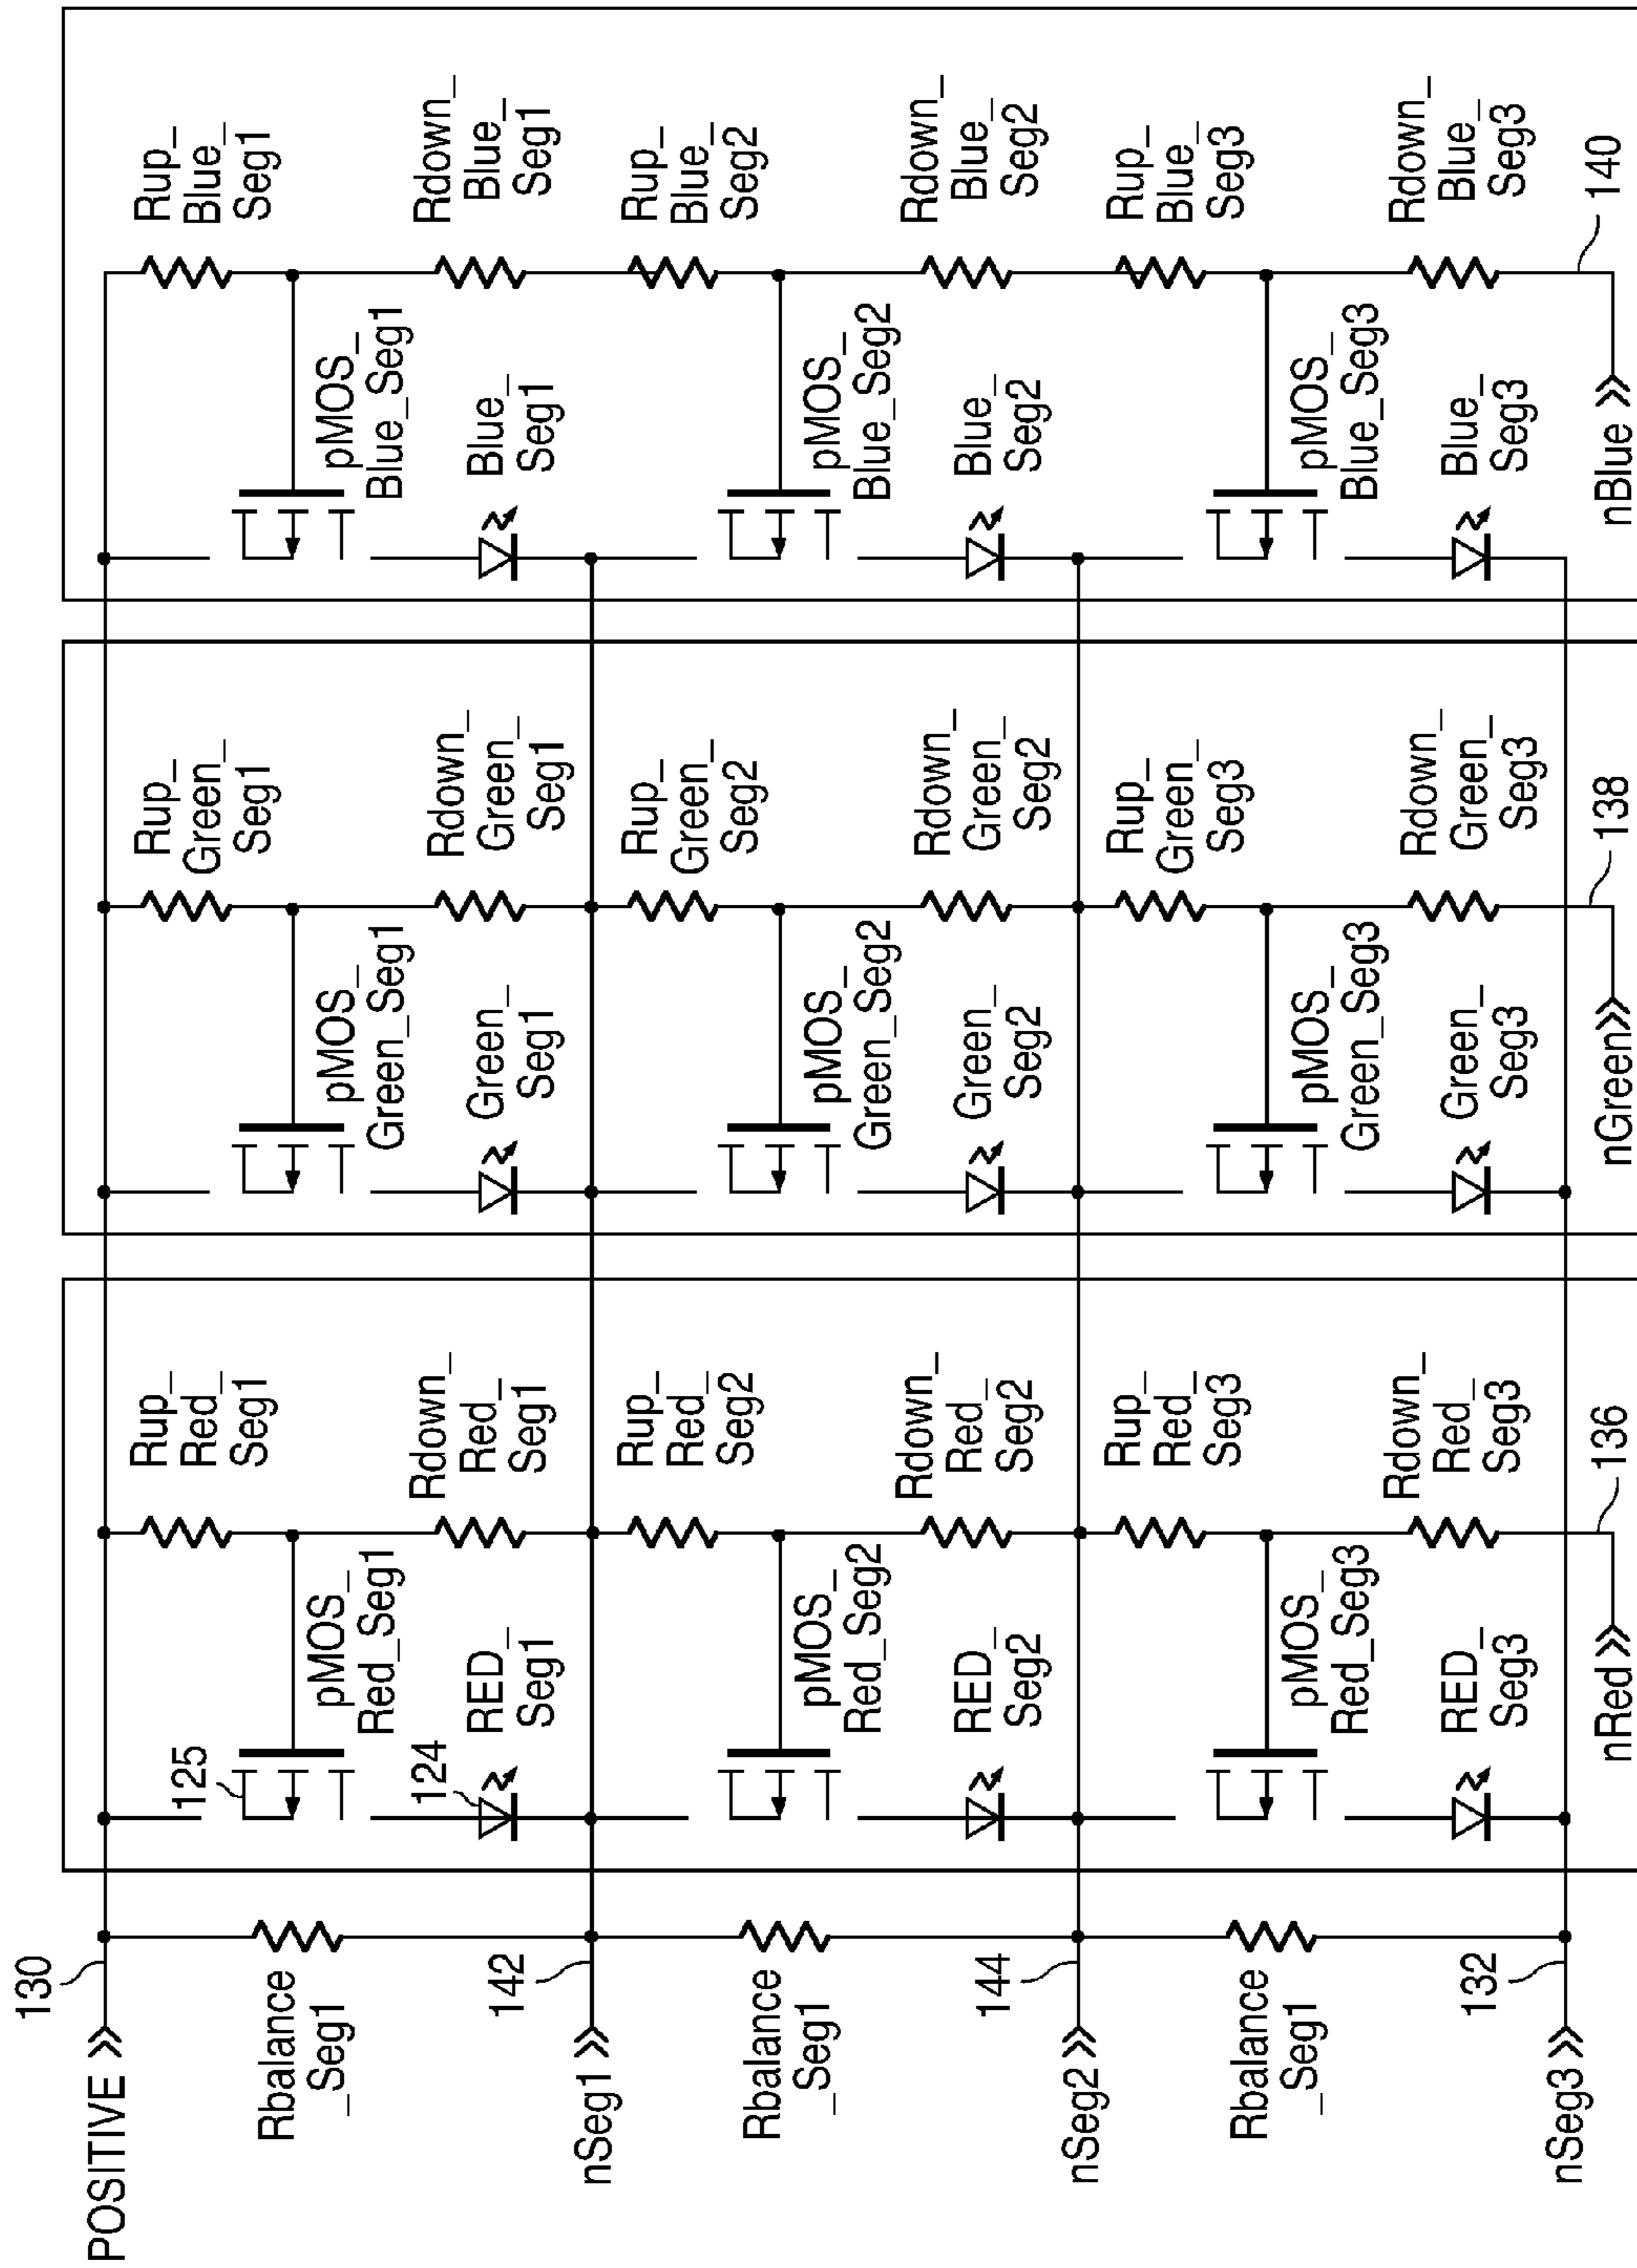 130
POSITIVE
Rbalance
_Seg1
142
nSeg1
Rbalance
_Seg1
144
nSeg2
Rbalance
_Seg1
132
nSeg3
Rup_
Red_
Seg1
125
pMOS_
Red_Seg1
Rdown_
Red_
Seg1
124
RED_
Seg1
Rup_
Red_
Seg2
pMOS_
Red_Seg2
Rdown_
Red_
Seg2
RED_
Seg2
Rup_
Red_
Seg3
pMOS_
Red_Seg3
Rdown_
Red_
Seg3
RED_
Seg3
136
nRed
Rup_
Green_
Seg1
pMOS_
Green_Seg1
Rdown_
Green_
Seg1
Green_
Seg1
Rup_
Green_
Seg2
pMOS_
Green_Seg2
Rdown_
Green_
Seg2
Green_
Seg2
Rup_
Green_
Seg3
pMOS_
Green_Seg3
Rdown_
Green_
Seg3
Green_
Seg3
138
nGreen
Rup_
Blue_
Seg1
pMOS_
Blue_Seg1
Rdown_
Blue_
Seg1
Blue_
Seg1
Rup_
Blue_
Seg2
pMOS_
Blue_Seg2
Rdown_
Blue_
Seg2
Blue_
Seg2
Rup_
Blue_
Seg3
pMOS_
Blue_Seg3
Rdown_
Blue_
Seg3
Blue_
Seg3
140
nBlue